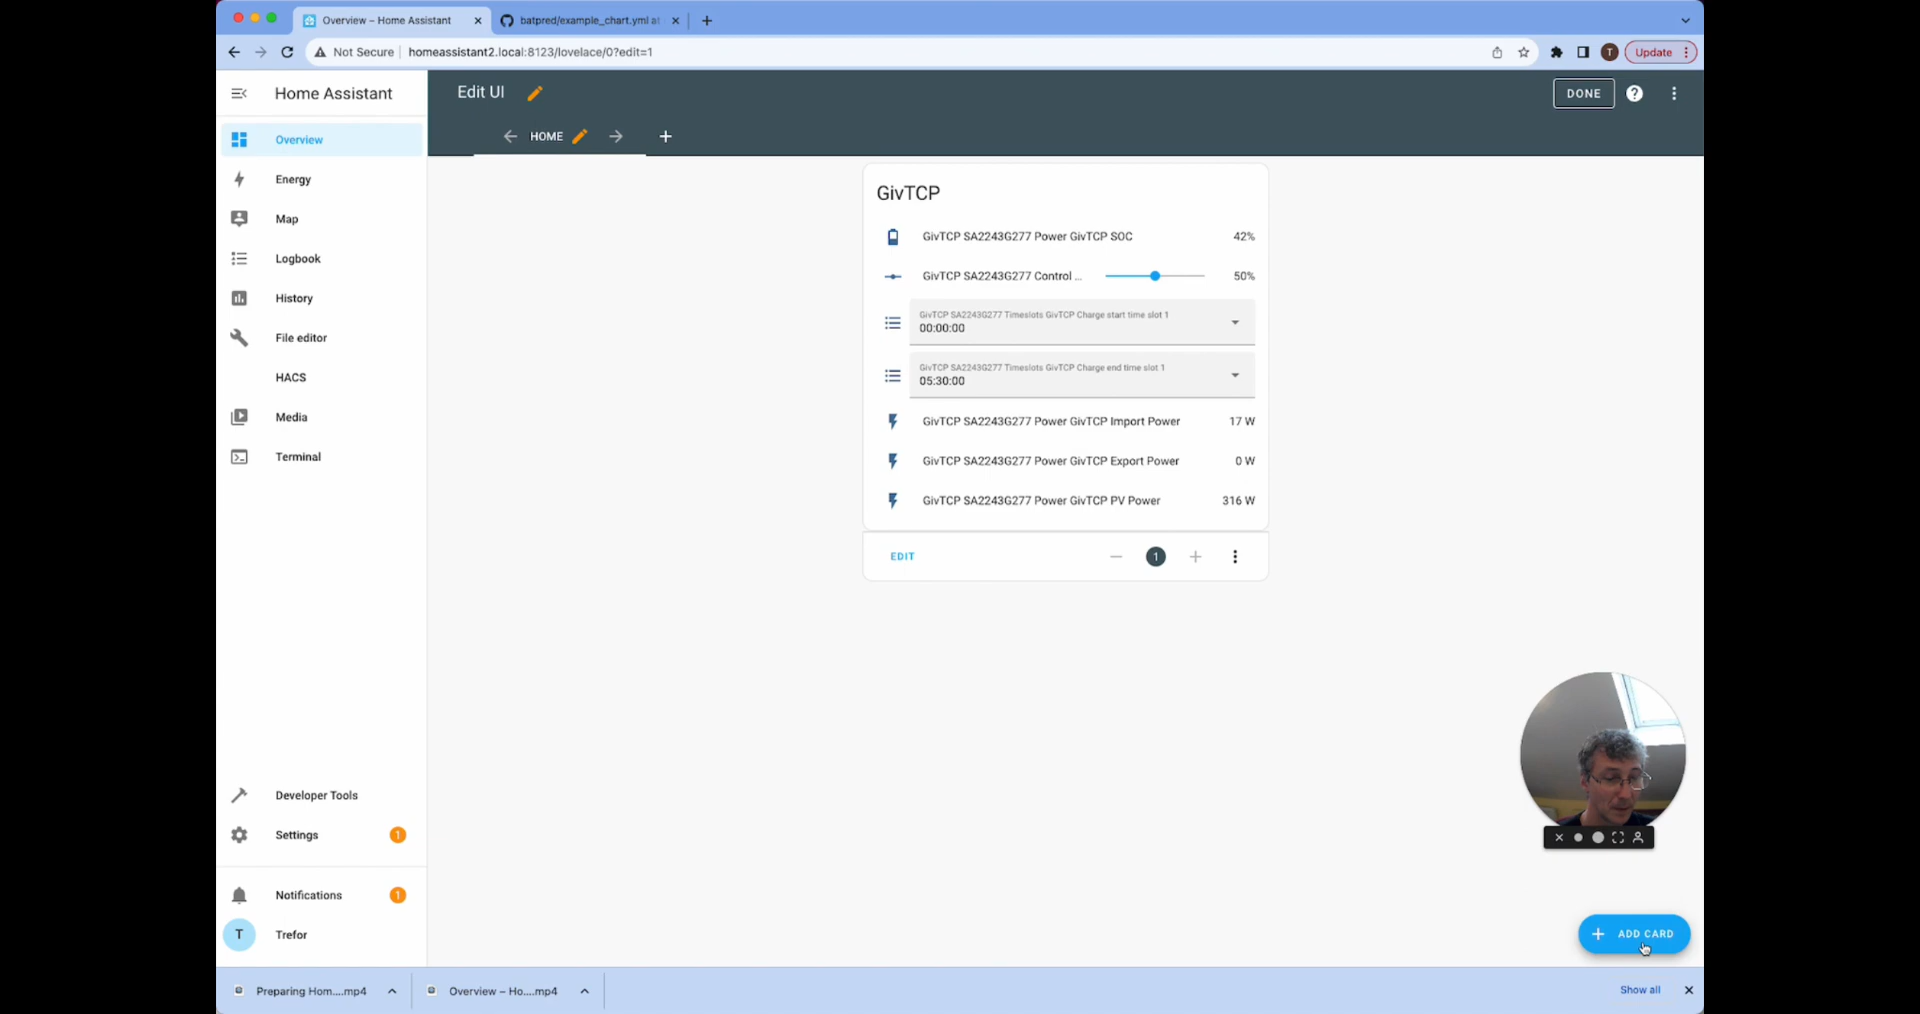 Overview – Home Assistant
batpred/example_chart.yml at
Not Secure
homeassistant2.local:8123/lovelace/0?edit=1
T
Update
Home Assistant
Edit UI
DONE
HOME
Overview
Energy
Map
Logbook
History
File editor
HACS
Media
Terminal
Developer Tools
Settings
1
Notifications
1
T
Trefor
GivTCP
GivTCP SA2243G277 Power GivTCP SOC
42%
GivTCP SA2243G277 Control ...
50%
GivTCP SA2243G277 Timeslots GivTCP Charge start time slot 1
00:00:00
GivTCP SA2243G277 Timeslots GivTCP Charge end time slot 1
05:30:00
GivTCP SA2243G277 Power GivTCP Import Power
17 W
GivTCP SA2243G277 Power GivTCP Export Power
0 W
GivTCP SA2243G277 Power GivTCP PV Power
316 W
EDIT
1
ADD CARD
Preparing Hom....mp4
Overview – Ho....mp4
Show all